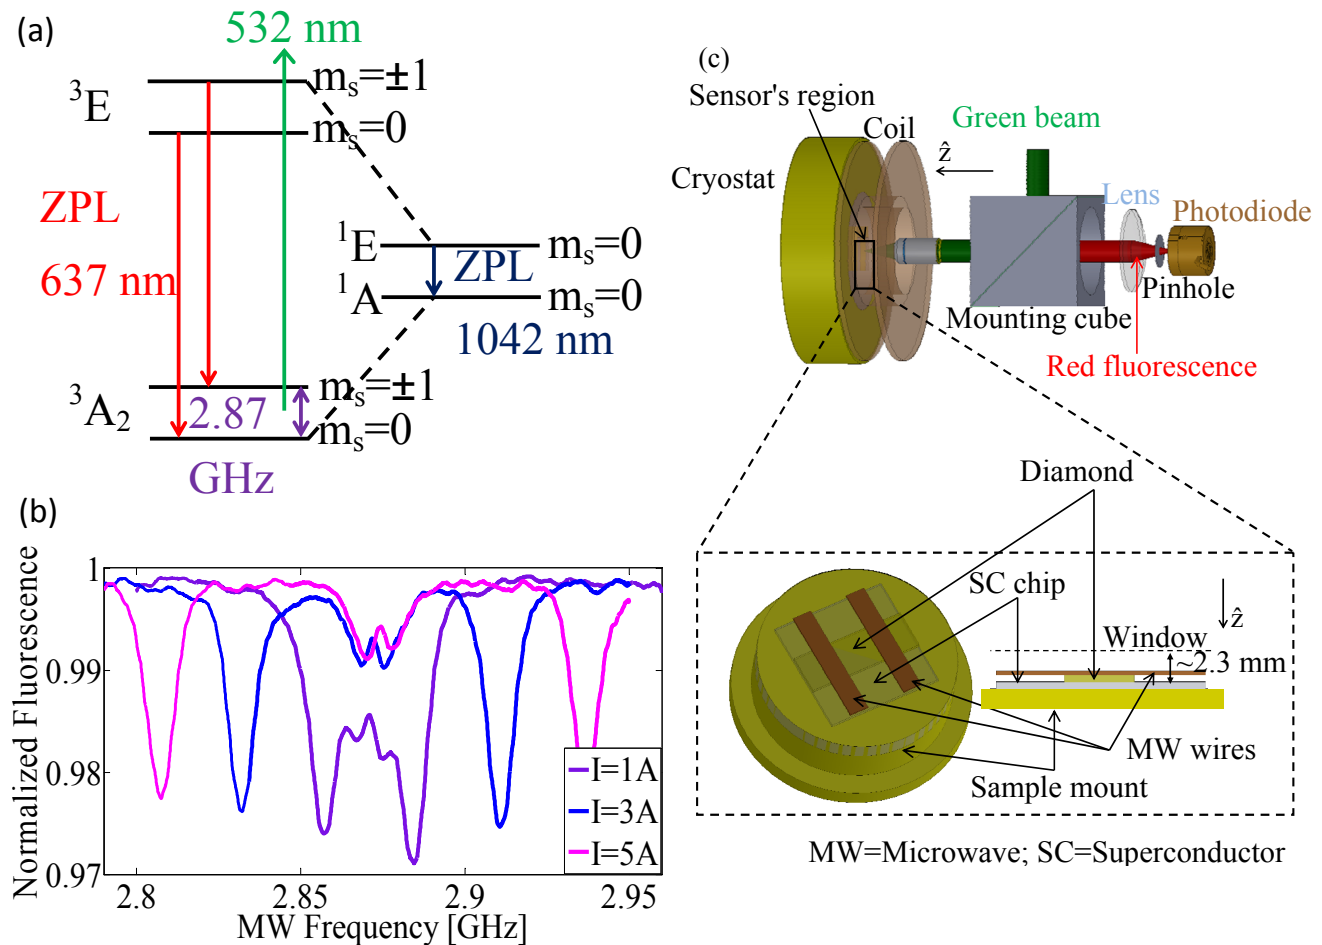 (a)
532 nm
³E
mₛ=±1
mₛ=0
ZPL
637 nm
¹E
mₛ=0
ZPL
¹A
mₛ=0
1042 nm
³A₂
mₛ=±1
2.87
mₛ=0
GHz
(b)
Normalized Fluorescence
1
0.99
0.98
0.97
2.8
2.85
2.9
2.95
MW Frequency [GHz]
I=1A
I=3A
I=5A
(c)
Sensor's region
Coil
Green beam
ẑ
Cryostat
Lens
Photodiode
Pinhole
Mounting cube
Red fluorescence
Diamond
SC chip
ẑ
Window
~2.3 mm
MW wires
Sample mount
MW=Microwave; SC=Superconductor